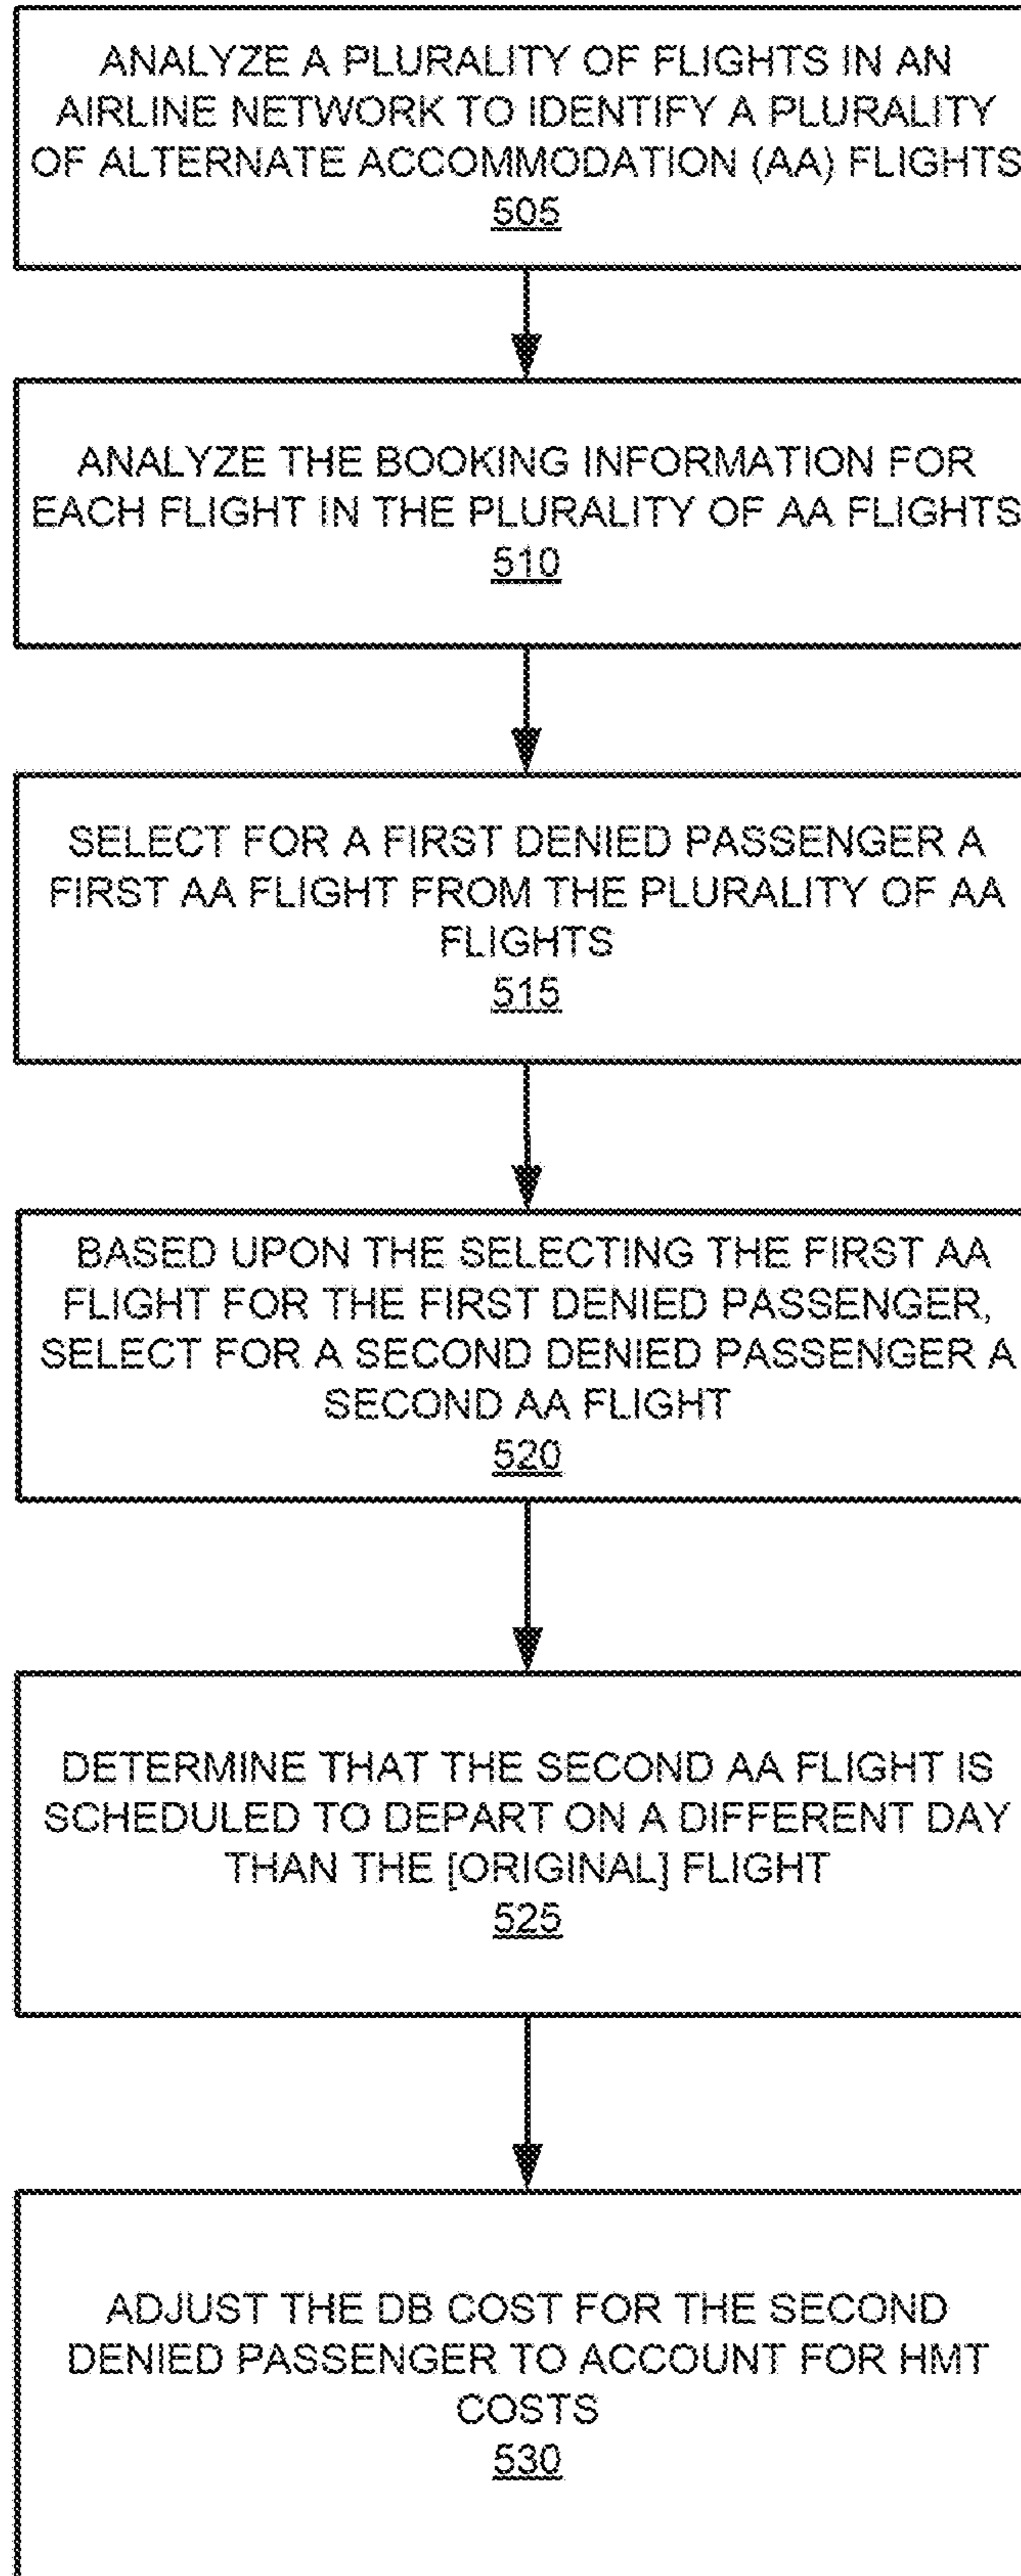 ANALYZE A PLURALITY OF FLIGHTS IN AN
AIRLINE NETWORK TO IDENTIFY A PLURALITY
OF ALTERNATE ACCOMMODATION (AA) FLIGHTS
505
ANALYZE THE BOOKING INFORMATION FOR
EACH FLIGHT IN THE PLURALITY OF AA FLIGHTS
510
SELECT FOR A FIRST DENIED PASSENGER A
FIRST AA FLIGHT FROM THE PLURALITY OF AA
FLIGHTS
515
BASED UPON THE SELECTING THE FIRST AA
FLIGHT FOR THE FIRST DENIED PASSENGER,
SELECT FOR A SECOND DENIED PASSENGER A
SECOND AA FLIGHT
520
DETERMINE THAT THE SECOND AA FLIGHT IS
SCHEDULED TO DEPART ON A DIFFERENT DAY
THAN THE [ORIGINAL] FLIGHT
525
ADJUST THE DB COST FOR THE SECOND
DENIED PASSENGER TO ACCOUNT FOR HMT
COSTS
530